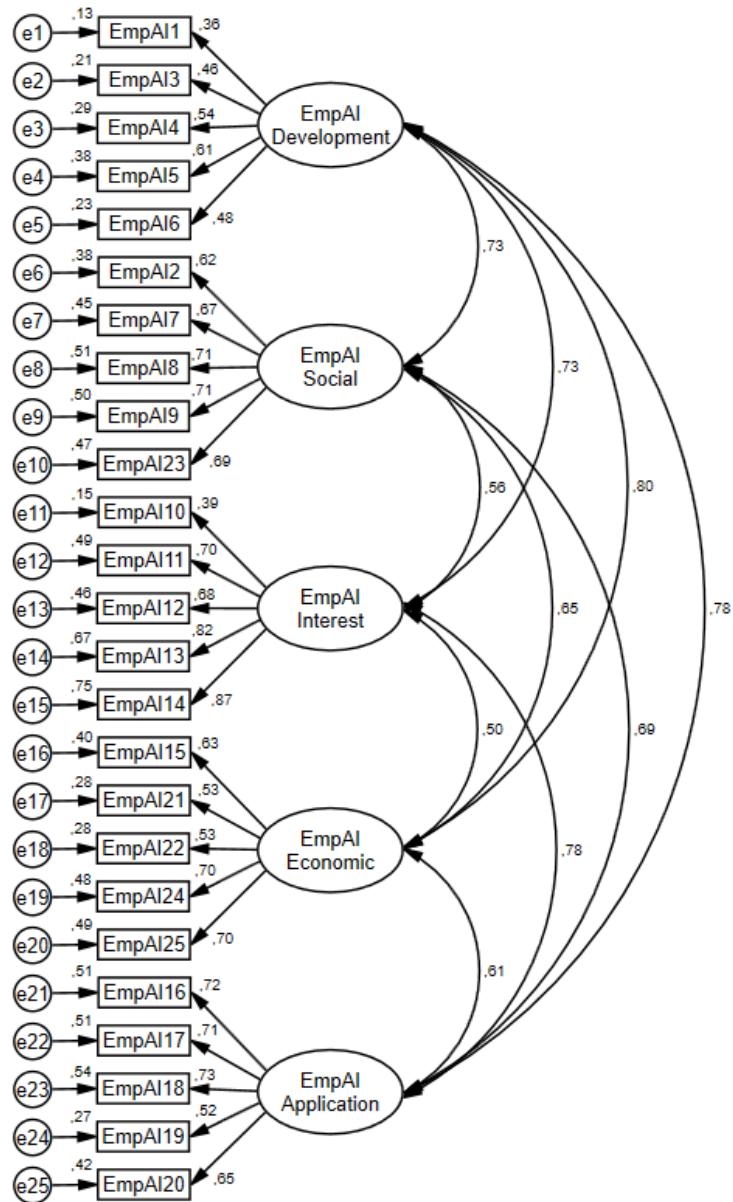 ,13
e1 EmpAI1 ,36
,21
e2 EmpAI3 ,46
,29
e3 EmpAI4 ,54
,38
e4 EmpAI5 ,61
,23
e5 EmpAI6 ,48
EmpAI
Development
,38
e6 EmpAI2 ,62
,45
e7 EmpAI7 ,67
,51
e8 EmpAI8 ,71
,50
e9 EmpAI9 ,71
,47
e10 EmpAI23 ,69
EmpAI
Social
,15
e11 EmpAI10 ,39
,49
e12 EmpAI11 ,70
,46
e13 EmpAI12 ,68
,67
e14 EmpAI13 ,82
,75
e15 EmpAI14 ,87
EmpAI
Interest
,40
e16 EmpAI15 ,63
,28
e17 EmpAI21 ,53
,28
e18 EmpAI22 ,53
,48
e19 EmpAI24 ,70
,49
e20 EmpAI25 ,70
EmpAI
Economic
,51
e21 EmpAI16 ,72
,51
e22 EmpAI17 ,71
,54
e23 EmpAI18 ,73
,27
e24 EmpAI19 ,52
,42
e25 EmpAI20 ,65
EmpAI
Application
,73
,73
,56
,80
,65
,78
,50
,69
,78
,61